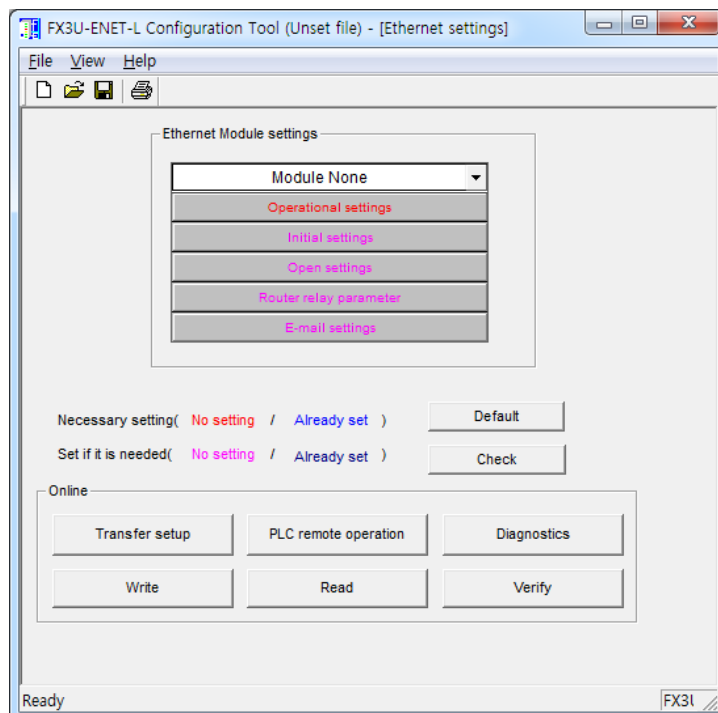 FX3U-ENET-L Configuration Tool (Unset file) - [Ethernet settings]
File View Help
Ethernet Module settings
Module None
Operational settings
Initial settings
Open settings
Router relay parameter
E-mail settings
Necessary setting( No setting / Already set ) Default
Set if it is needed( No setting / Already set ) Check
Online
Transfer setup PLC remote operation Diagnostics
Write Read Verify
Ready FX3U